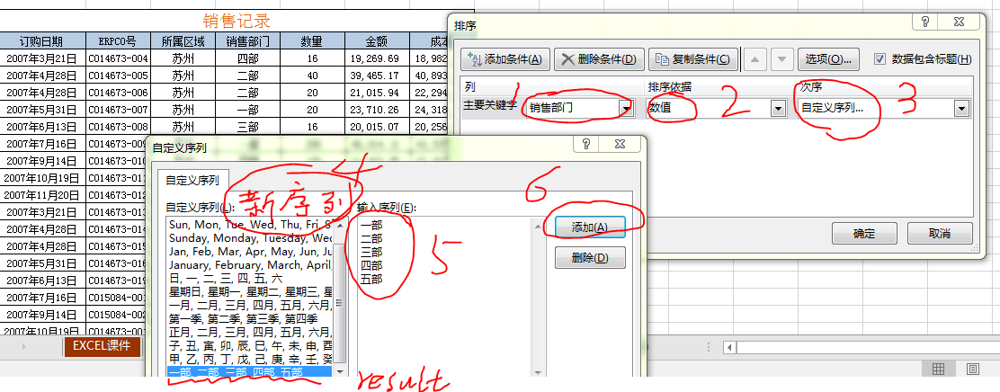 销售记录
订购日期 ERPCO号 所属区域 销售部门 数量 金额 成本
2007年3月21日 C014673-004 苏州 四部 16 19,269.69 18,982
2007年4月28日 C014673-005 苏州 二部 40 39,465.17 40,893
2007年4月28日 C014673-006 苏州 二部 20 21,015.94 22,294
2007年5月31日 C014673-007 苏州 一部 20 23,710.26 24,318
2007年6月13日 C014673-008 苏州 三部 16 20,015.07 20,256
2007年7月16日 C014673-009
2007年9月14日 C014673-010
2007年10月19日 C014673-011
2007年11月20日 C014673-012
2007年3月21日 C014673-013
2007年4月28日 C014673-014
2007年4月28日 C014673-015
2007年5月31日 C014673-016
2007年6月13日 C014673-019
2007年7月16日 C015084-001
2007年9月14日 C015084-002
2007年10月19日
EXCEL课件
排序
添加条件(A) 删除条件(D) 复制条件(C) 选项(O)... 数据包含标题(H)
列 排序依据 次序
主要关键字 销售部门 数值 自定义序列...
1 2 3
确定 取消
自定义序列
自定义序列
4
新序列
6
自定义序列(L): 输入序列(E):
Sun, Mon, Tue, Wed, Thu, Fri, S
Sunday, Monday, Tuesday, Wed
Jan, Feb, Mar, Apr, May, Jun, Ju
January, February, March, April,
日, 一, 二, 三, 四, 五, 六
星期日, 星期一, 星期二, 星期三, 星
一月, 二月, 三月, 四月, 五月, 六月,
第一季, 第二季, 第三季, 第四季
正月, 二月, 三月, 四月, 五月, 六月,
子, 丑, 寅, 卯, 辰, 巳, 午, 未, 申, 酉
甲, 乙, 丙, 丁, 戊, 己, 庚, 辛, 壬, 癸
一部, 二部, 三部, 四部, 五部
一部
二部
三部
四部
五部
5
添加(A)
删除(D)
result